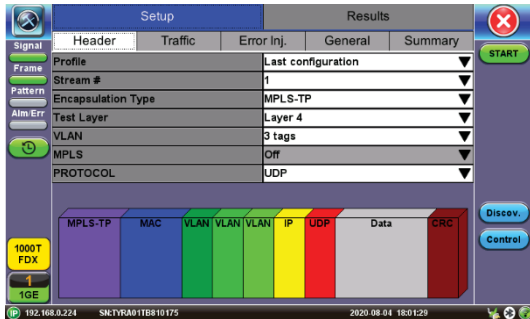 Setup Results
Header Traffic Error Inj. General Summary
Signal
Frame
Pattern
Alm/Err
START
Profile Last configuration
Stream # 1
Encapsulation Type MPLS-TP
Test Layer Layer 4
VLAN 3 tags
MPLS Off
PROTOCOL UDP
MPLS-TP MAC VLAN VLAN VLAN IP UDP Data CRC
Discov.
Control
1000T
FDX
1
1GE
IP 192.168.0.224 SN:TYRA01TB810175 2020-08-04 18:01:29